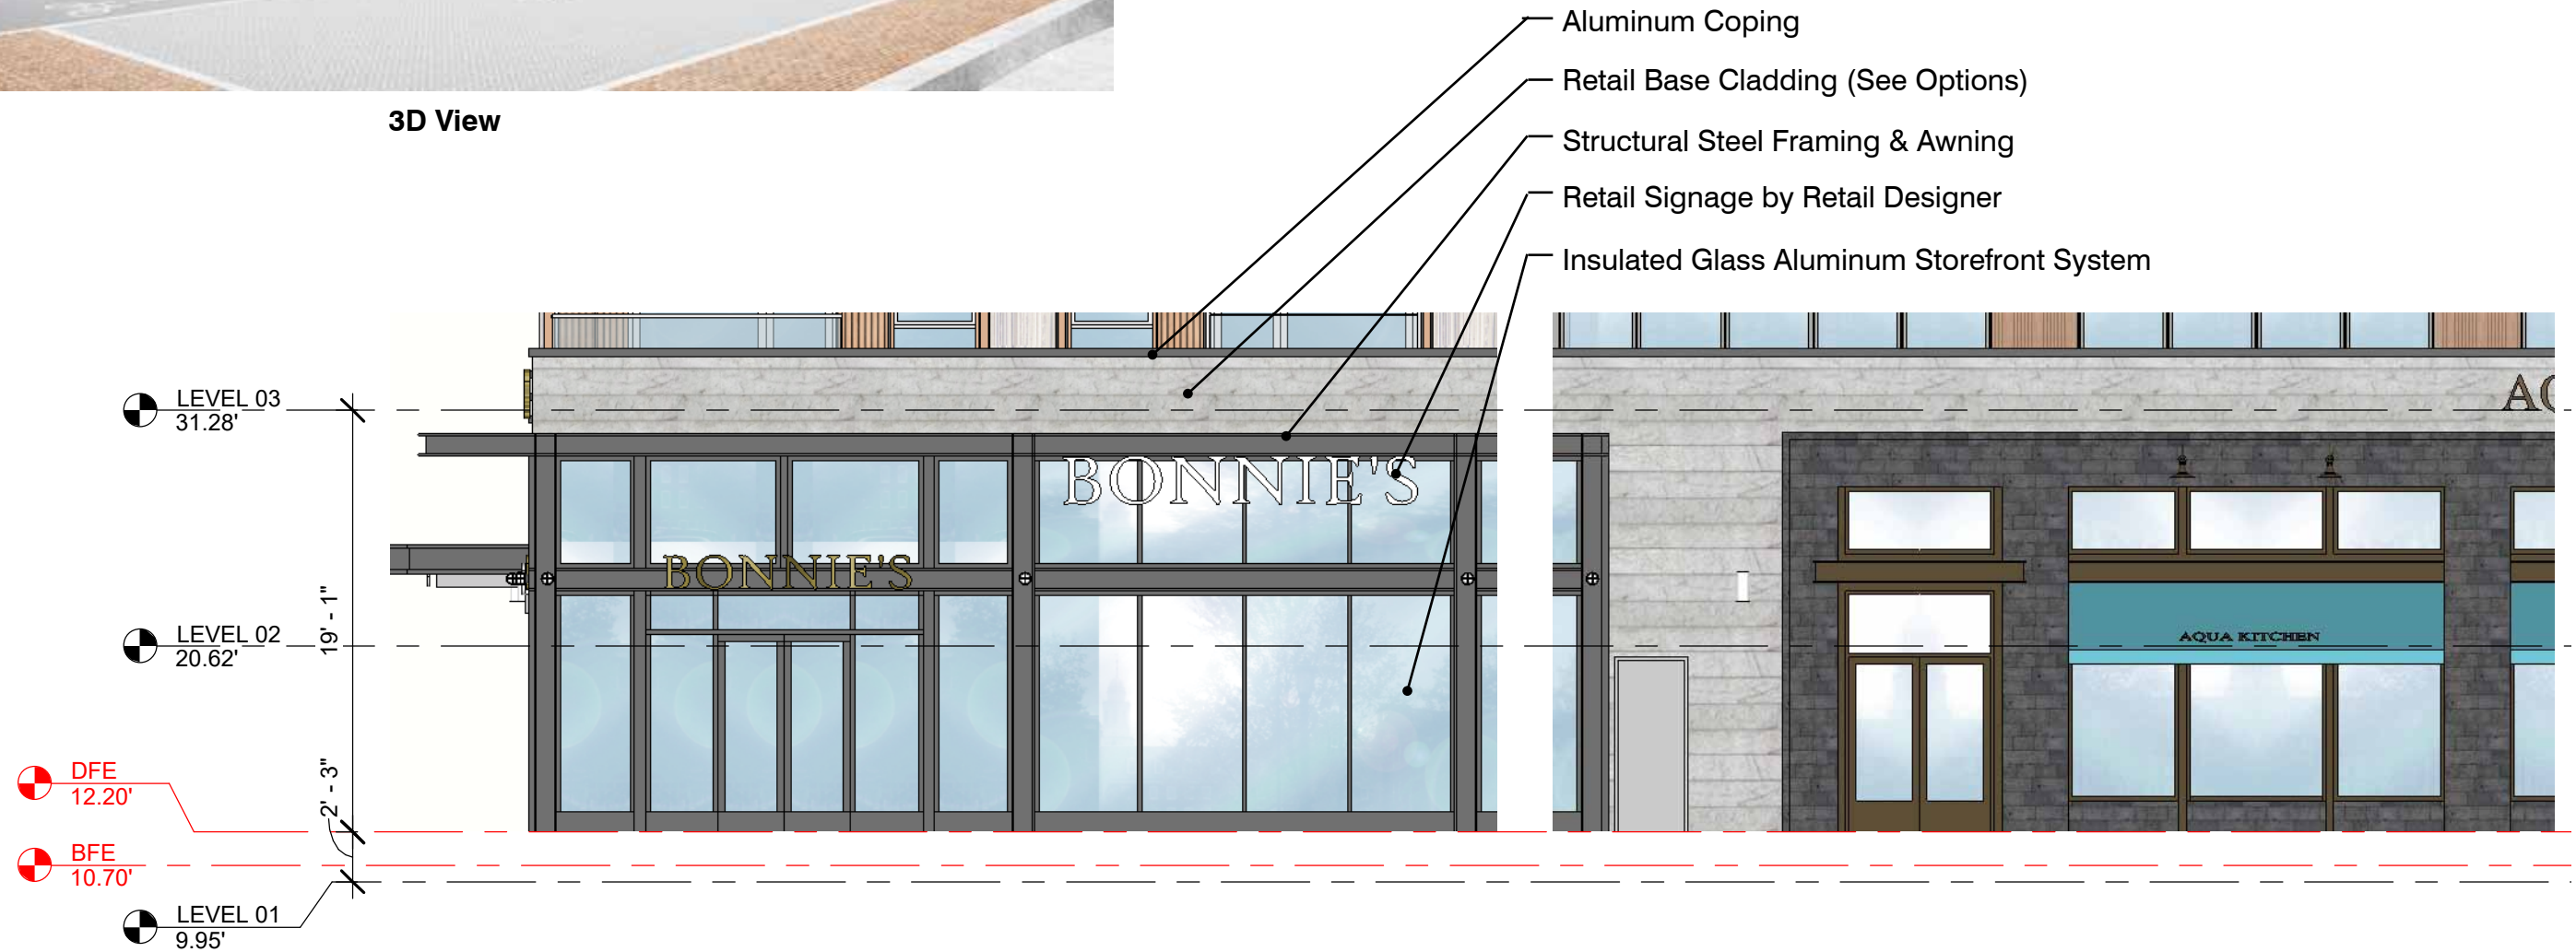 3D View
Aluminum Coping
Retail Base Cladding (See Options)
Structural Steel Framing & Awning
Retail Signage by Retail Designer
Insulated Glass Aluminum Storefront System
LEVEL 03
31.28'
LEVEL 02
20.62'
19' - 1"
DFE
12.20'
2' - 3"
BFE
10.70'
LEVEL 01
9.95'
BONNIE'S
BONNIE'S
AQUA KITCHEN